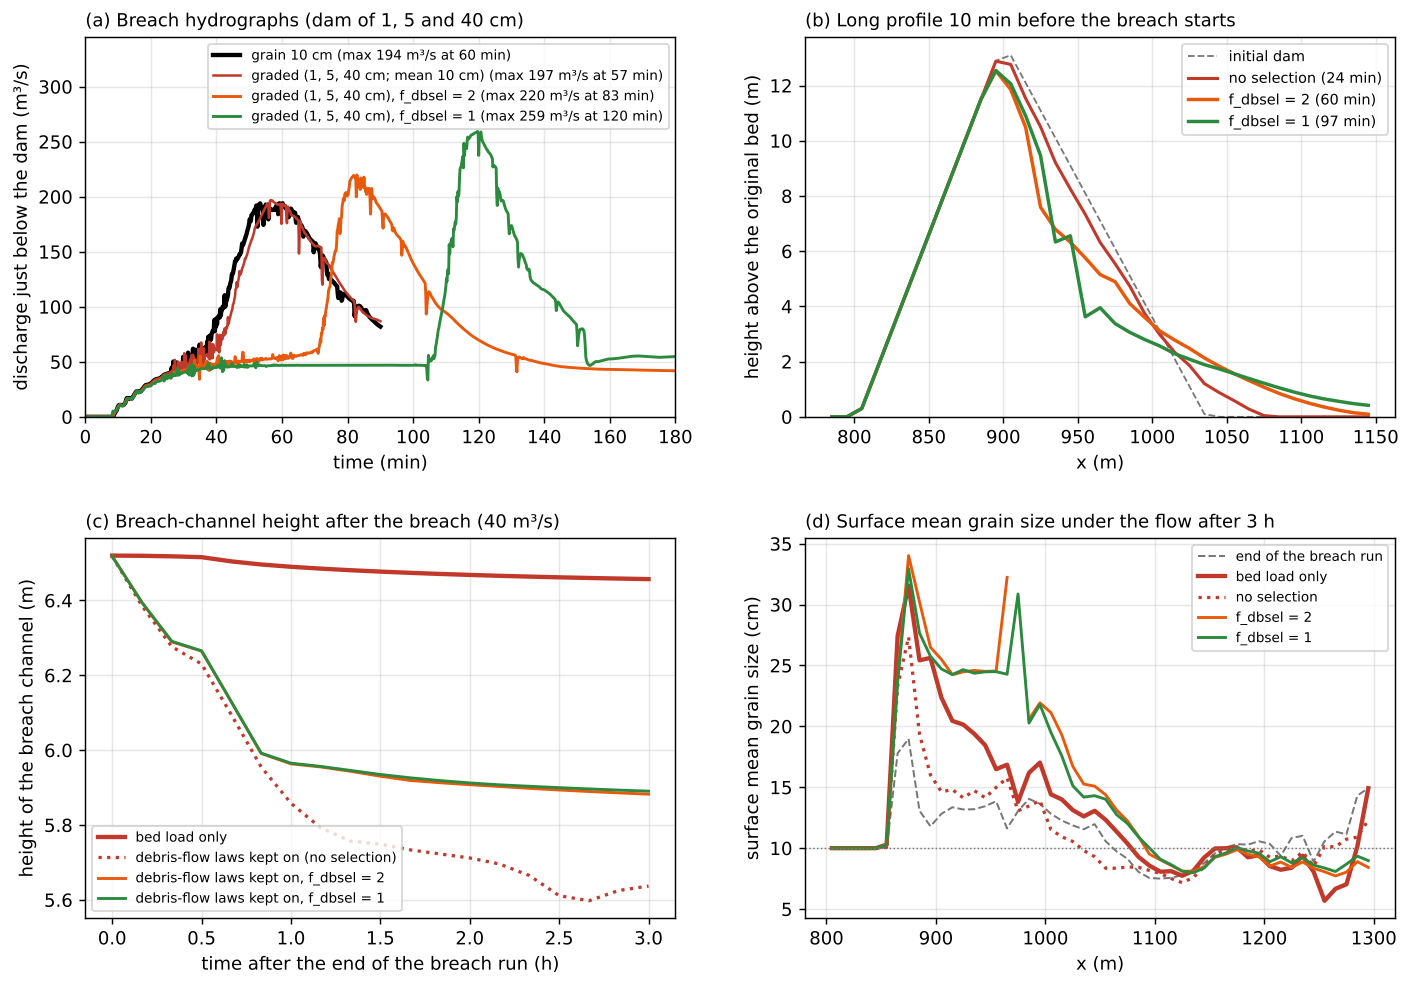 (a) Breach hydrographs (dam of 1, 5 and 40 cm)
discharge just below the dam (m³/s)
300
250
200
150
100
50
0
grain 10 cm (max 194 m³/s at 60 min)
graded (1, 5, 40 cm; mean 10 cm) (max 197 m³/s at 57 min)
graded (1, 5, 40 cm), f_dbsel = 2 (max 220 m³/s at 83 min)
graded (1, 5, 40 cm), f_dbsel = 1 (max 259 m³/s at 120 min)
0 20 40 60 80 100 120 140 160 180
time (min)
(b) Long profile 10 min before the breach starts
height above the original bed (m)
12
10
8
6
4
2
0
initial dam
no selection (24 min)
f_dbsel = 2 (60 min)
f_dbsel = 1 (97 min)
800 850 900 950 1000 1050 1100 1150
x (m)
(c) Breach-channel height after the breach (40 m³/s)
height of the breach channel (m)
6.4
6.2
6.0
5.8
5.6
bed load only
debris-flow laws kept on (no selection)
debris-flow laws kept on, f_dbsel = 2
debris-flow laws kept on, f_dbsel = 1
0.0 0.5 1.0 1.5 2.0 2.5 3.0
time after the end of the breach run (h)
(d) Surface mean grain size under the flow after 3 h
surface mean grain size (cm)
35
30
25
20
15
10
5
end of the breach run
bed load only
no selection
f_dbsel = 2
f_dbsel = 1
800 900 1000 1100 1200 1300
x (m)